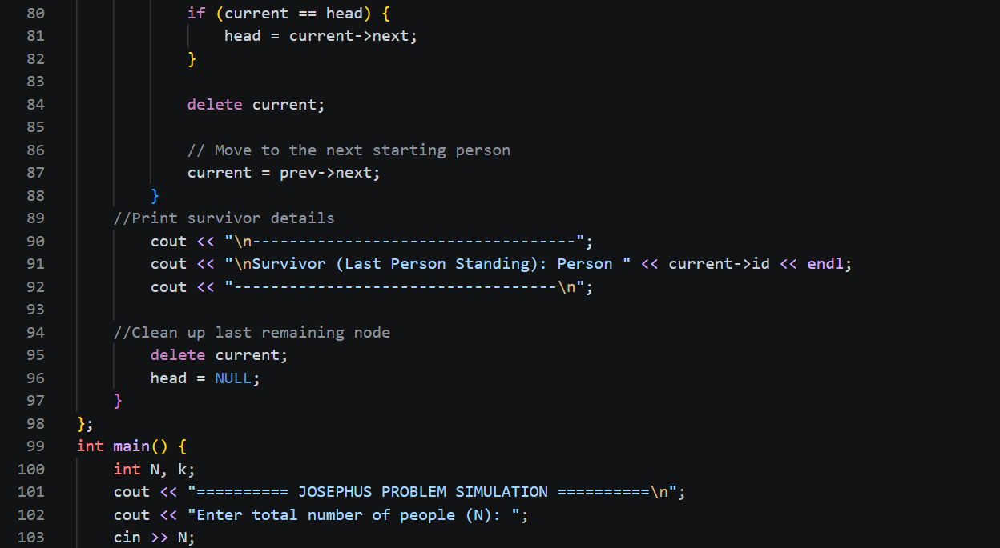 80 if (current == head) {
81 head = current->next;
82 }
83
84 delete current;
85
86 // Move to the next starting person
87 current = prev->next;
88 }
89 //Print survivor details
90 cout << "\n-----------------------------------";
91 cout << "\nSurvivor (Last Person Standing): Person " << current->id << endl;
92 cout << "-----------------------------------\n";
93
94 //Clean up last remaining node
95 delete current;
96 head = NULL;
97 }
98 };
99 int main() {
100 int N, k;
101 cout << "========== JOSEPHUS PROBLEM SIMULATION ==========\n";
102 cout << "Enter total number of people (N): ";
103 cin >> N;